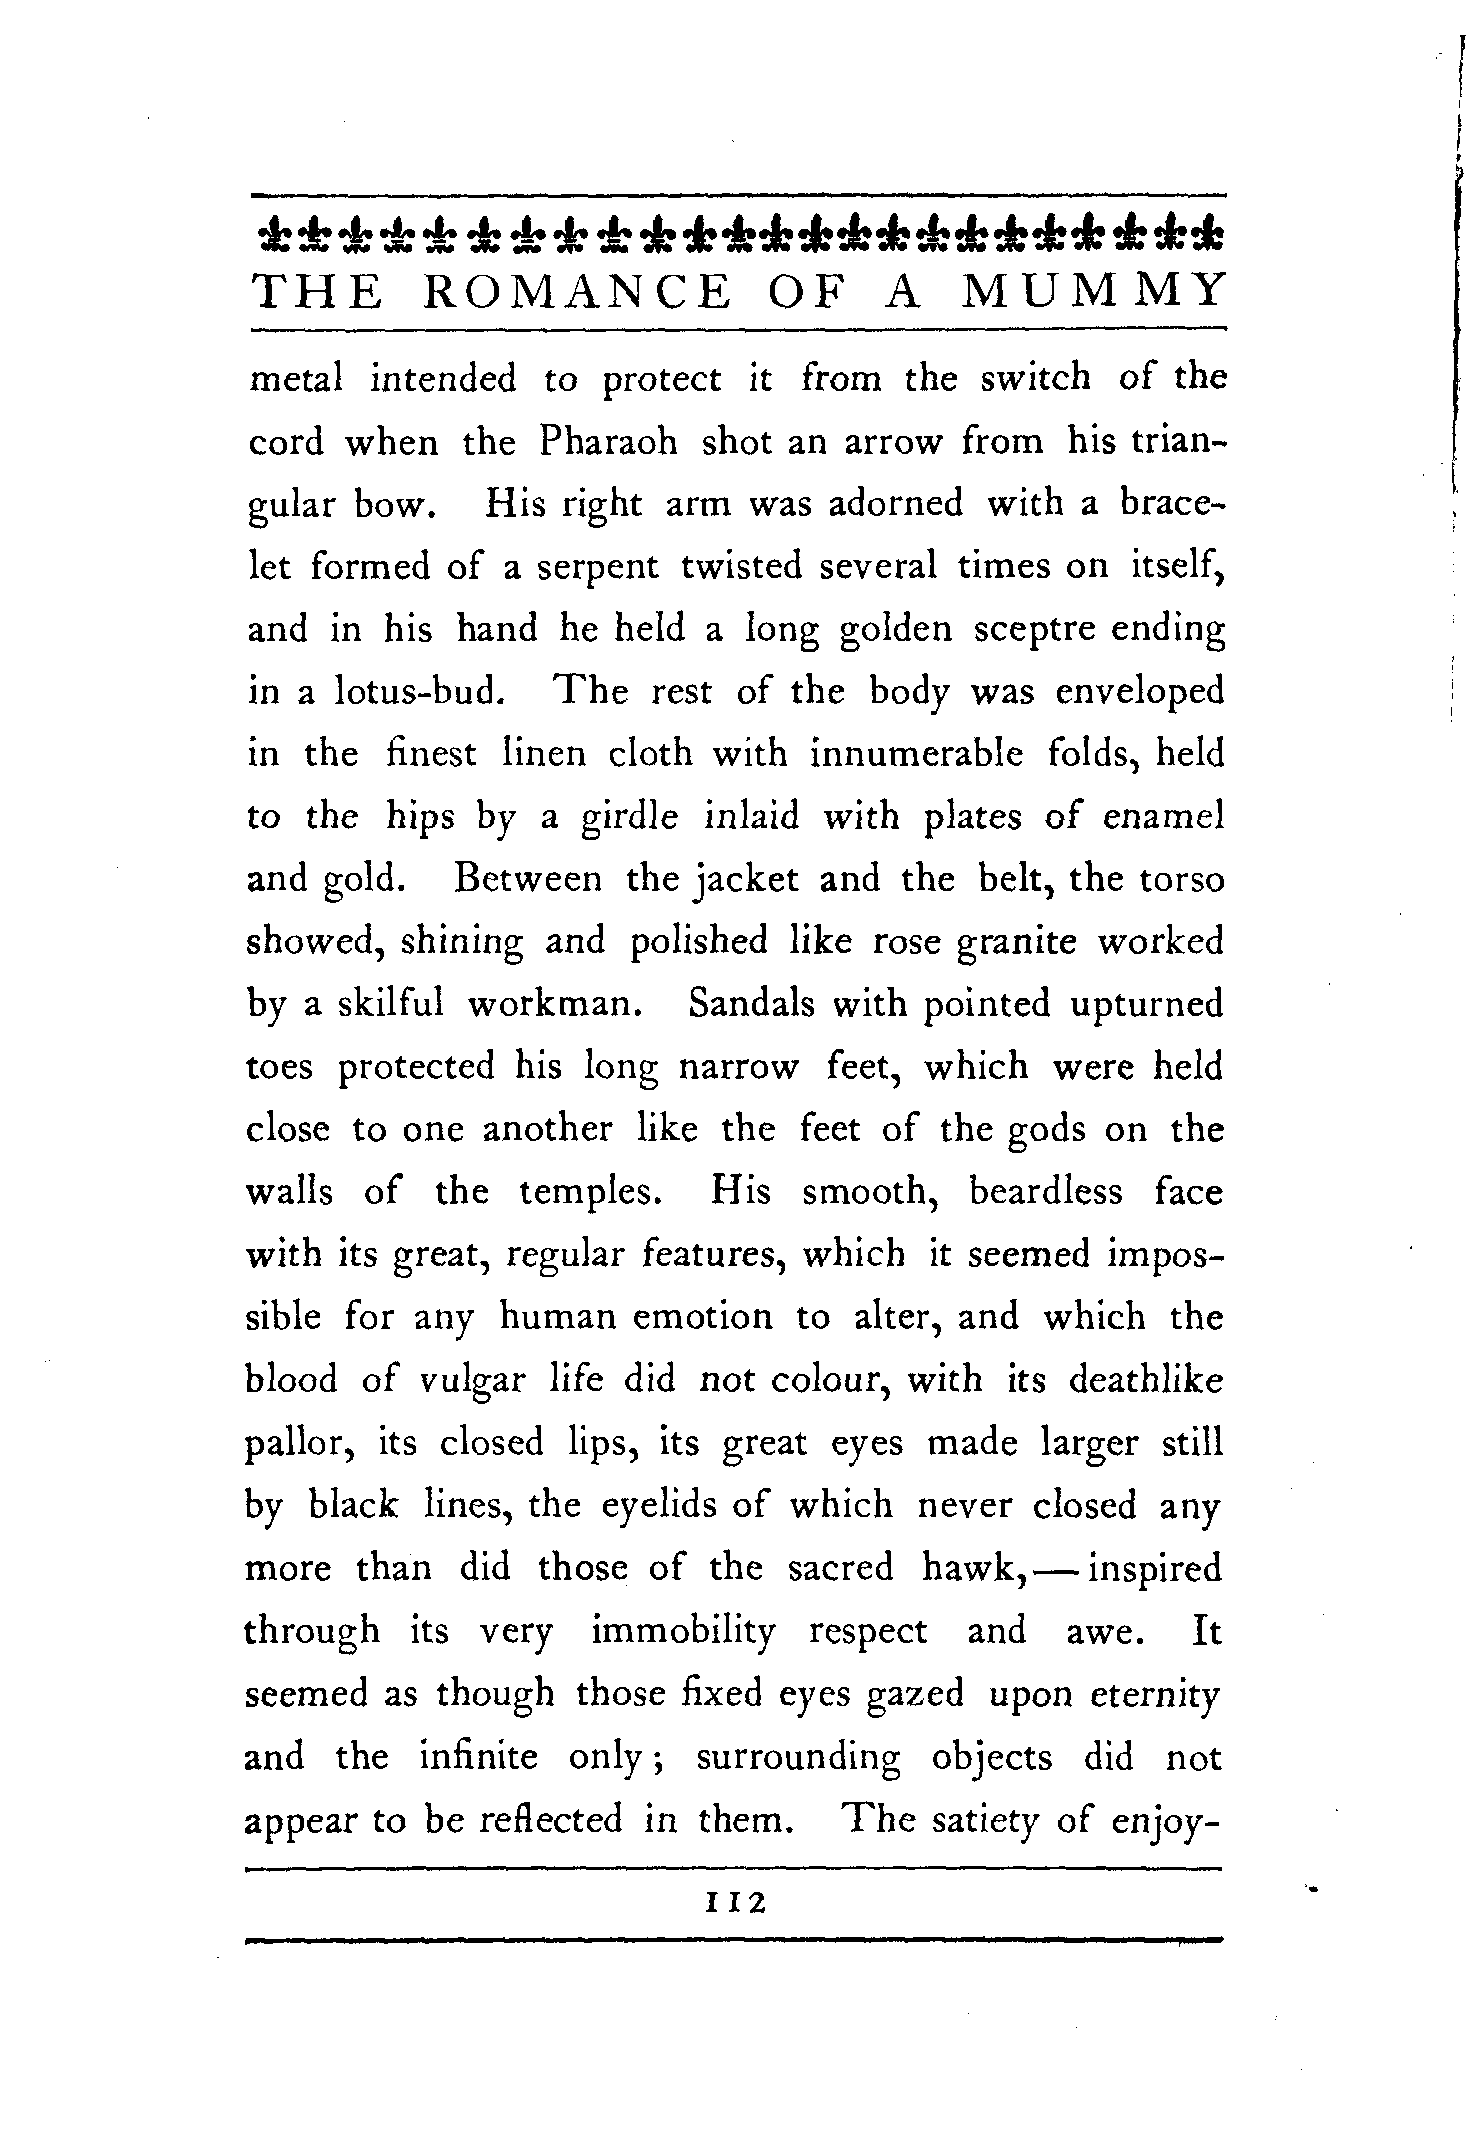 THE ROMANCE OF A MUMMY
metal intended to protect it from the switch of the
cord when the Pharaoh shot an arrow from his trian-
gular bow. His right arm was adorned with a brace-
let formed of a serpent twisted several times on itself,
and in his hand he held a long golden sceptre ending
in a lotus-bud. The rest of the body was enveloped
in the finest linen cloth with innumerable folds, held
to the hips by a girdle inlaid with plates of enamel
and gold. Between the jacket and the belt, the torso
showed, shining and polished like rose granite worked
by a skilful workman. Sandals with pointed upturned
toes protected his long narrow feet, which were held
close to one another like the feet of the gods on the
walls of the temples. His smooth, beardless face
with its great, regular features, which it seemed impos-
sible for any human emotion to alter, and which the
blood of vulgar life did not colour, with its deathlike
pallor, its closed lips, its great eyes made larger still
by black lines, the eyelids of which never closed any
more than did those of the sacred hawk,— inspired
through its very immobility respect and awe. It
seemed as though those fixed eyes gazed upon eternity
and the infinite only; surrounding objects did not
appear to be reflected in them. The satiety of enjoy-
112